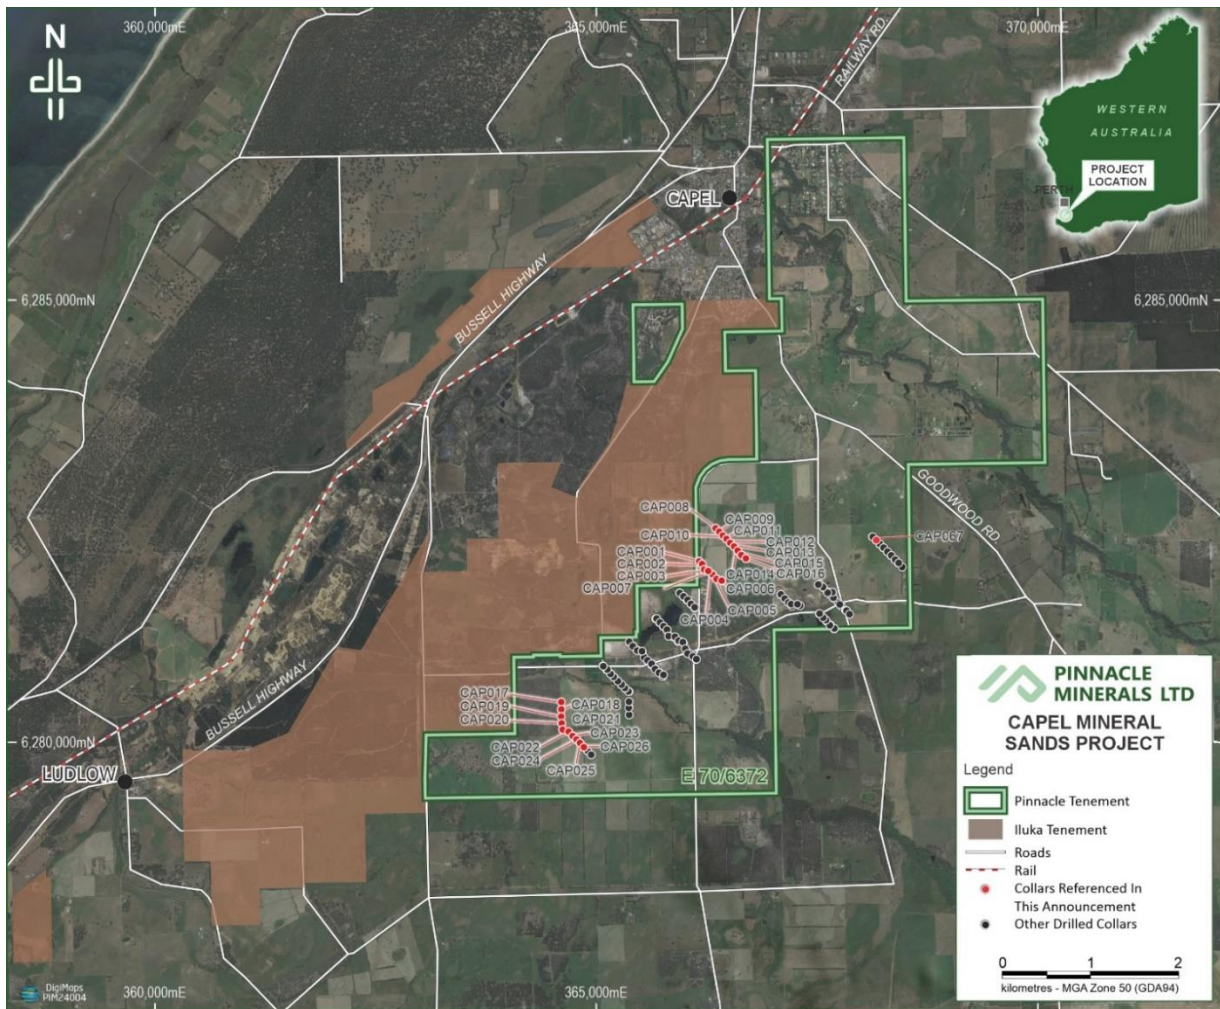 360,000mE
365,000mE
370,000mE
N
RAILWAY RD.
WESTERN
AUSTRALIA
PROJECT
LOCATION
PERTH
CAPEL
BUSSELL HIGHWAY
6,285,000mN
6,285,000mN
GOODWOOD RD.
CAP008
CAP009
CAP010
CAP011
CAP012
CAP013
CAP015
CAP016
CAP067
CAP001
CAP002
CAP003
CAP007
CAP014
CAP006
CAP005
CAP004
CAP017
CAP018
CAP019
CAP020
CAP021
CAP023
CAP022
CAP026
CAP024
CAP025
BUSSELL HIGHWAY
6,280,000mN
LUDLOW
E 70/6372
PINNACLE
MINERALS LTD
CAPEL MINERAL
SANDS PROJECT
Legend
Pinnacle Tenement
Iluka Tenement
Roads
Rail
Collars Referenced In
This Announcement
Other Drilled Collars
0 1 2
kilometres - MGA Zone 50 (GDA94)
DigiMaps
PIM24004
360,000mE
365,000mE